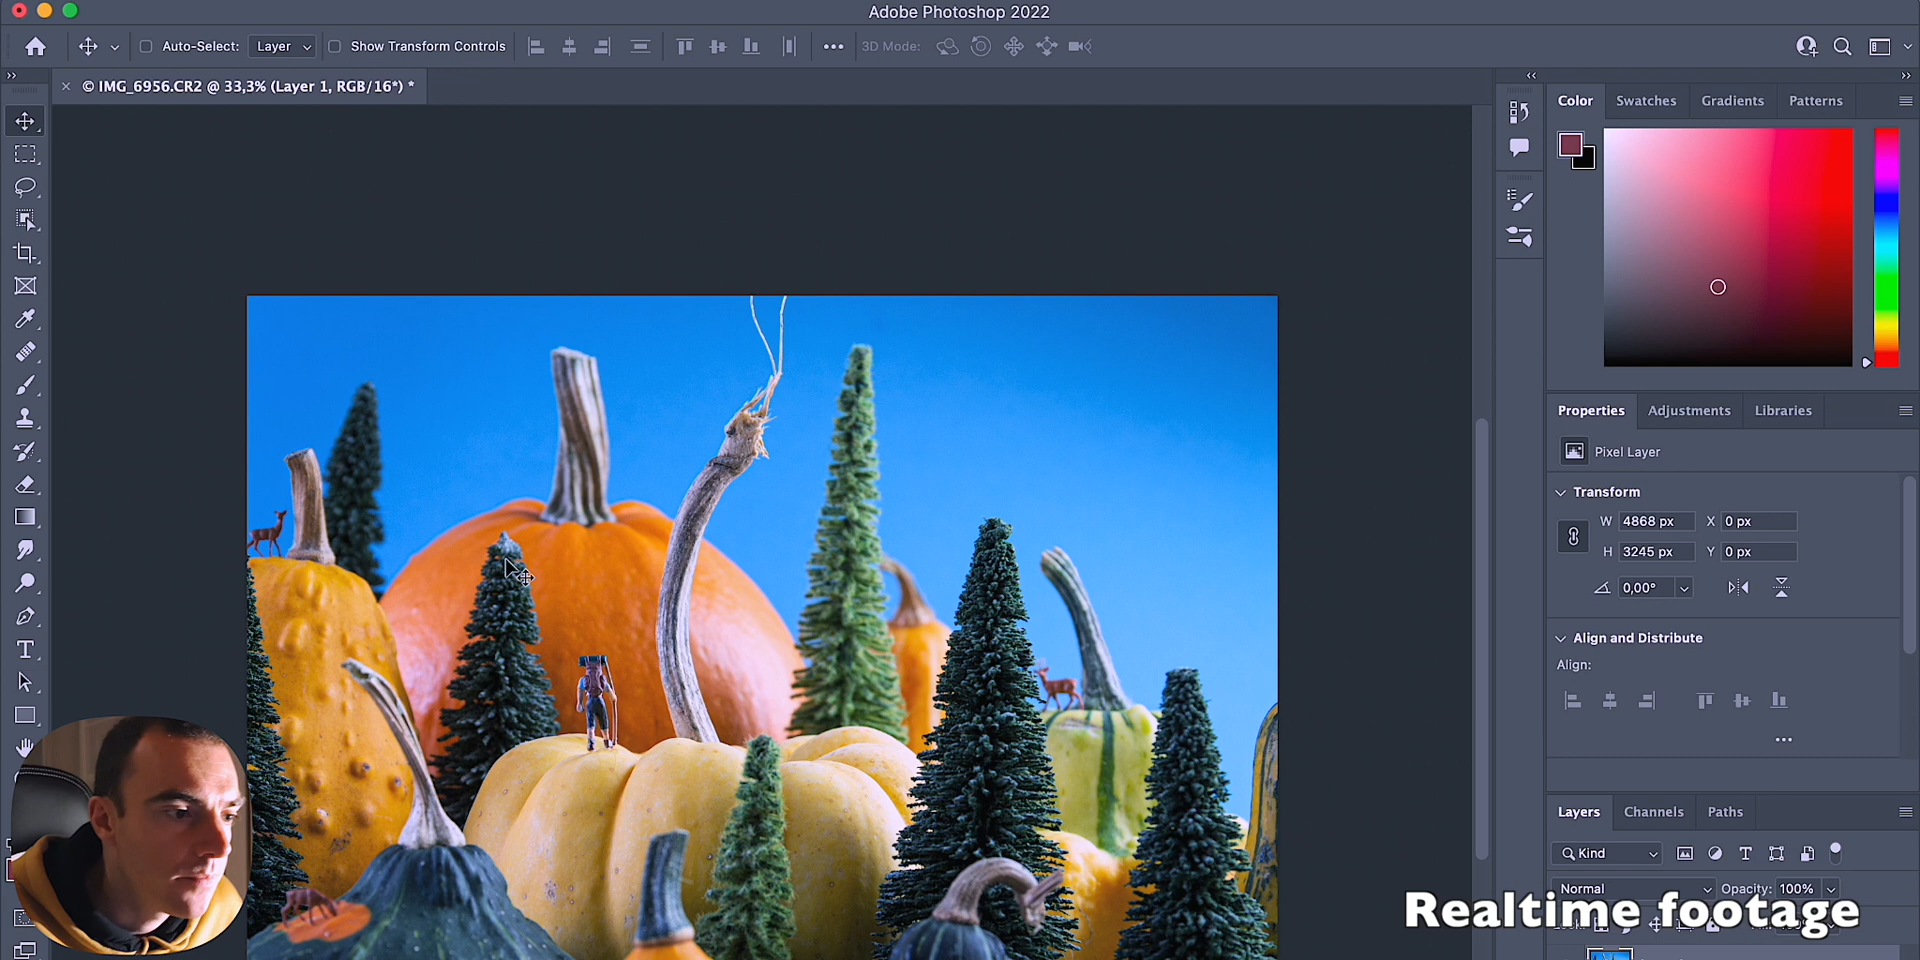 Adobe Photoshop 2022
Auto-Select: Layer Show Transform Controls 3D Mode:
© IMG_6956.CR2 @ 33,3% (Layer 1, RGB/16*) *
Color Swatches Gradients Patterns
Properties Adjustments Libraries
Pixel Layer
Transform
W 4868 px X 0 px
H 3245 px Y 0 px
0,00°
Align and Distribute
Align:
Layers Channels Paths
Kind
Normal Opacity: 100%
Realtime footage